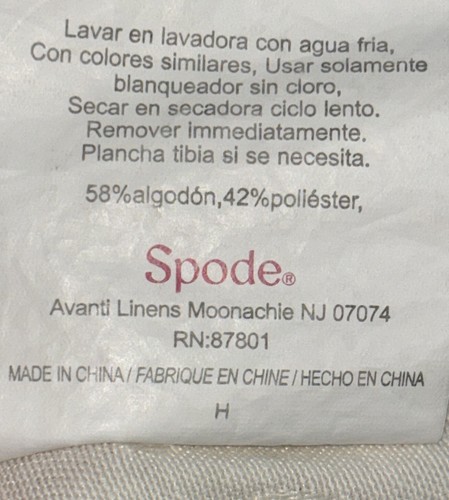 Lavar en lavadora con agua fria,
Con colores similares, Usar solamente
blanqueador sin cloro,
Secar en secadora ciclo lento.
Remover immediatamente.
Plancha tibia si se necesita.
58%algodón,42%poliéster,
Spode®
Avanti Linens Moonachie NJ 07074
RN:87801
MADE IN CHINA / FABRIQUE EN CHINE / HECHO EN CHINA
H